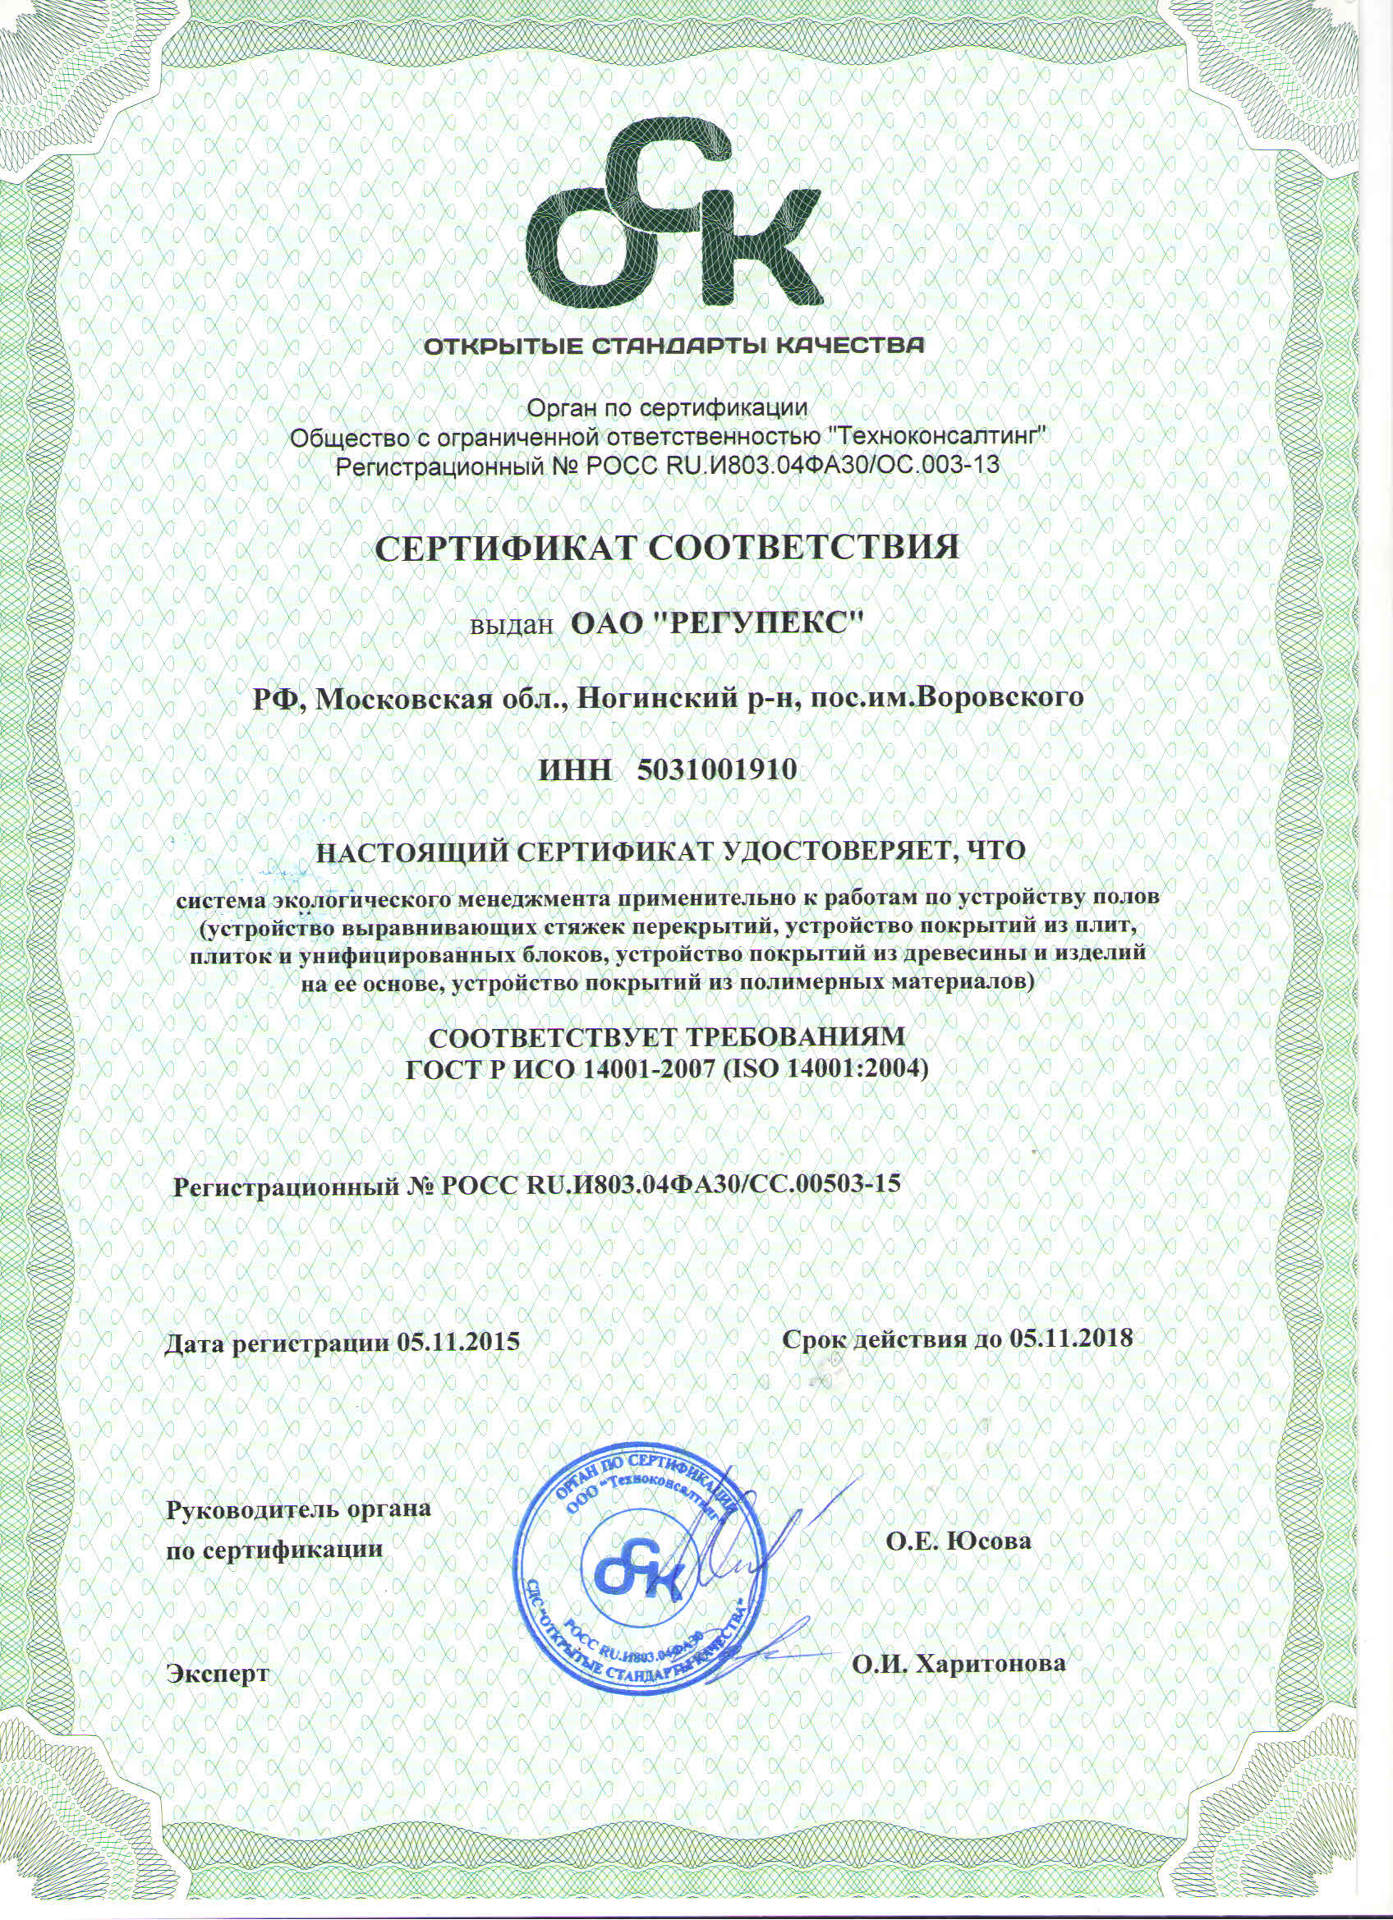 ОСК
ОТКРЫТЫЕ СТАНДАРТЫ КАЧЕСТВА
Орган по сертификации
Общество с ограниченной ответственностью "Техноконсалтинг"
Регистрационный № РОСС RU.И803.04ФА30/ОС.003-13
СЕРТИФИКАТ СООТВЕТСТВИЯ
выдан ОАО "РЕГУПЕКС"
РФ, Московская обл., Ногинский р-н, пос.им.Воровского
ИНН 5031001910
НАСТОЯЩИЙ СЕРТИФИКАТ УДОСТОВЕРЯЕТ, ЧТО
система экологического менеджмента применительно к работам по устройству полов
(устройство выравнивающих стяжек перекрытий, устройство покрытий из плит,
плиток и унифицированных блоков, устройство покрытий из древесины и изделий
на ее основе, устройство покрытий из полимерных материалов)
СООТВЕТСТВУЕТ ТРЕБОВАНИЯМ
ГОСТ Р ИСО 14001-2007 (ISO 14001:2004)
Регистрационный № РОСС RU.И803.04ФА30/СС.00503-15
Дата регистрации 05.11.2015
Срок действия до 05.11.2018
Руководитель органа
по сертификации
О.Е. Юсова
ОРГАН ПО СЕРТИФИКАЦИИ
ООО "Техноконсалтинг"
ОСК
РОСС RU.И803.04ФА30
СДС "ОТКРЫТЫЕ СТАНДАРТЫ КАЧЕСТВА"
Эксперт
О.И. Харитонова